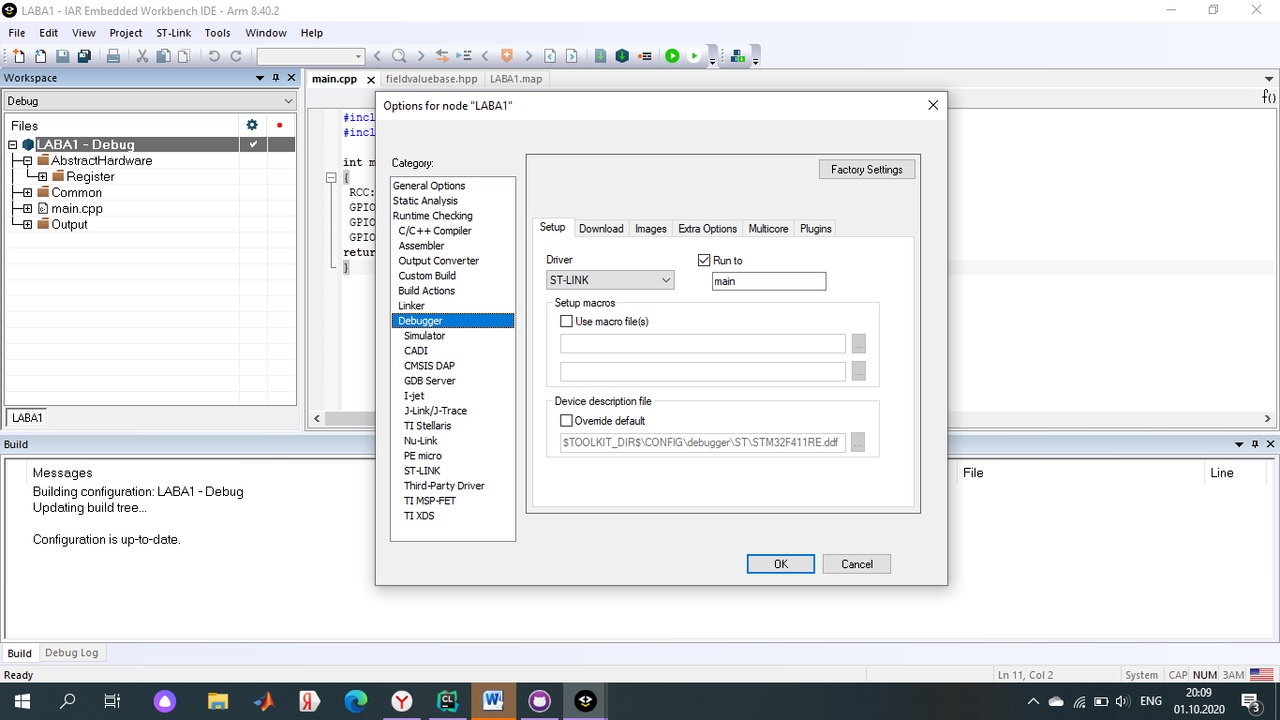 LABA1 - IAR Embedded Workbench IDE - Arm 8.40.2
File Edit View Project ST-Link Tools Window Help
Workspace
main.cpp fieldvaluebase.hpp LABA1.map
Debug
f()
Files
LABA1 - Debug
AbstractHardware
Register
Common
main.cpp
Output
LABA1
#incl
#incl
int m
{
RCC:
GPIO
GPIO
GPIO
retur
}
Options for node "LABA1"
Category:
General Options
Static Analysis
Runtime Checking
C/C++ Compiler
Assembler
Output Converter
Custom Build
Build Actions
Linker
Debugger
Simulator
CADI
CMSIS DAP
GDB Server
I-jet
J-Link/J-Trace
TI Stellaris
Nu-Link
PE micro
ST-LINK
Third-Party Driver
TI MSP-FET
TI XDS
Factory Settings
Setup Download Images Extra Options Multicore Plugins
Driver
ST-LINK
Run to
main
Setup macros
Use macro file(s)
...
...
Device description file
Override default
$TOOLKIT_DIR$\CONFIG\debugger\ST\STM32F411RE.ddf
...
OK Cancel
Build
Messages File Line
Building configuration: LABA1 - Debug
Updating build tree...
Configuration is up-to-date.
Build Debug Log
Ready Ln 11, Col 2 System CAP NUM ЗАМ
ENG
20:09
01.10.2020
3